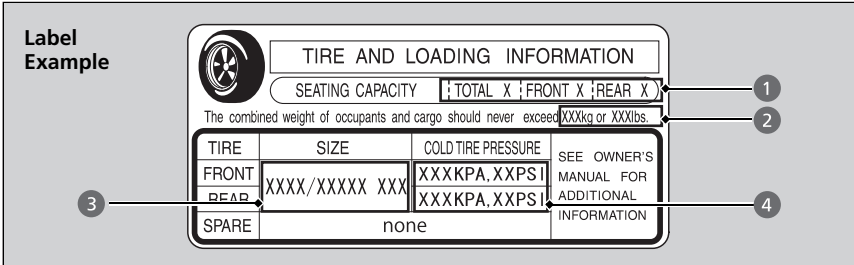 Label
Example
TIRE AND LOADING INFORMATION
SEATING CAPACITY TOTAL X FRONT X REAR X
1
The combined weight of occupants and cargo should never exceed XXXkg or XXXlbs.
2
TIRE SIZE COLD TIRE PRESSURE
SEE OWNER'S
MANUAL FOR
ADDITIONAL
INFORMATION
FRONT XXXX/XXXXX XXX XXXKPA,XXPSI
REAR XXXKPA,XXPSI
3
4
SPARE none